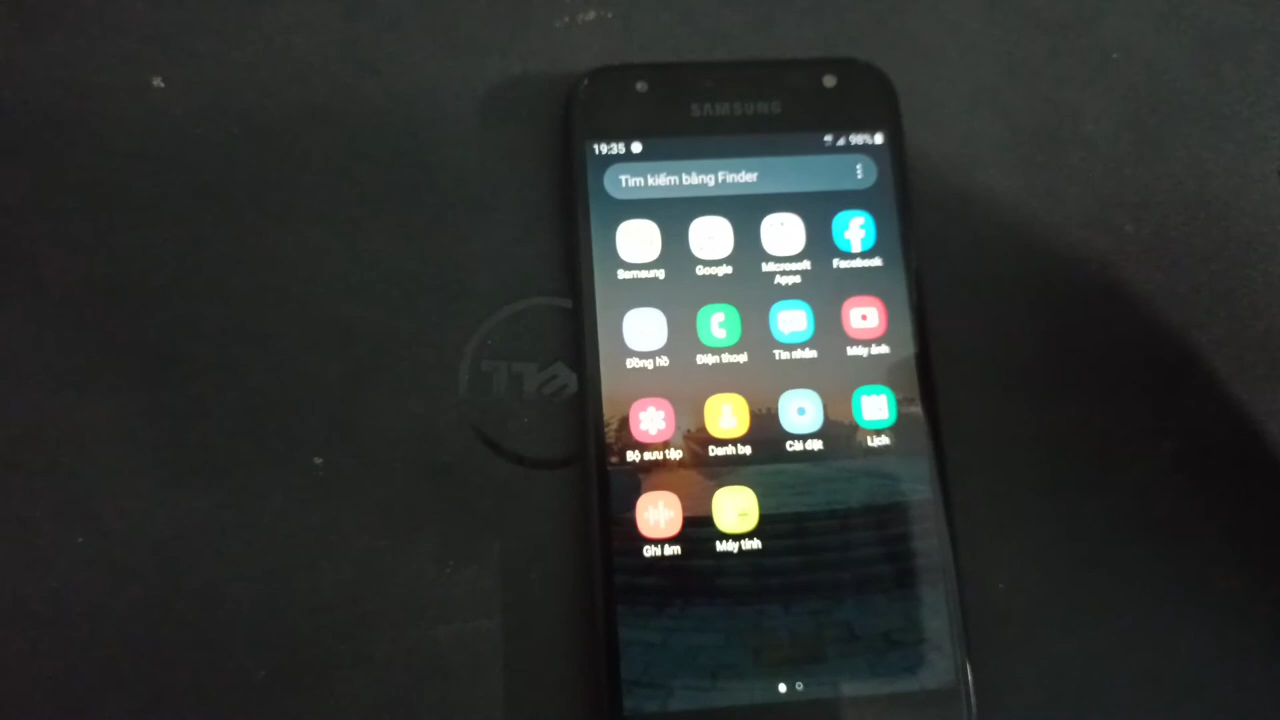 SAMSUNG
19:35
98%
Tìm kiếm bằng Finder
Samsung
Google
Microsoft
Apps
Facebook
Đồng hồ
Điện thoại
Tin nhắn
Máy ảnh
Bộ sưu tập
Danh bạ
Cài đặt
Lịch
Ghi âm
Máy tính